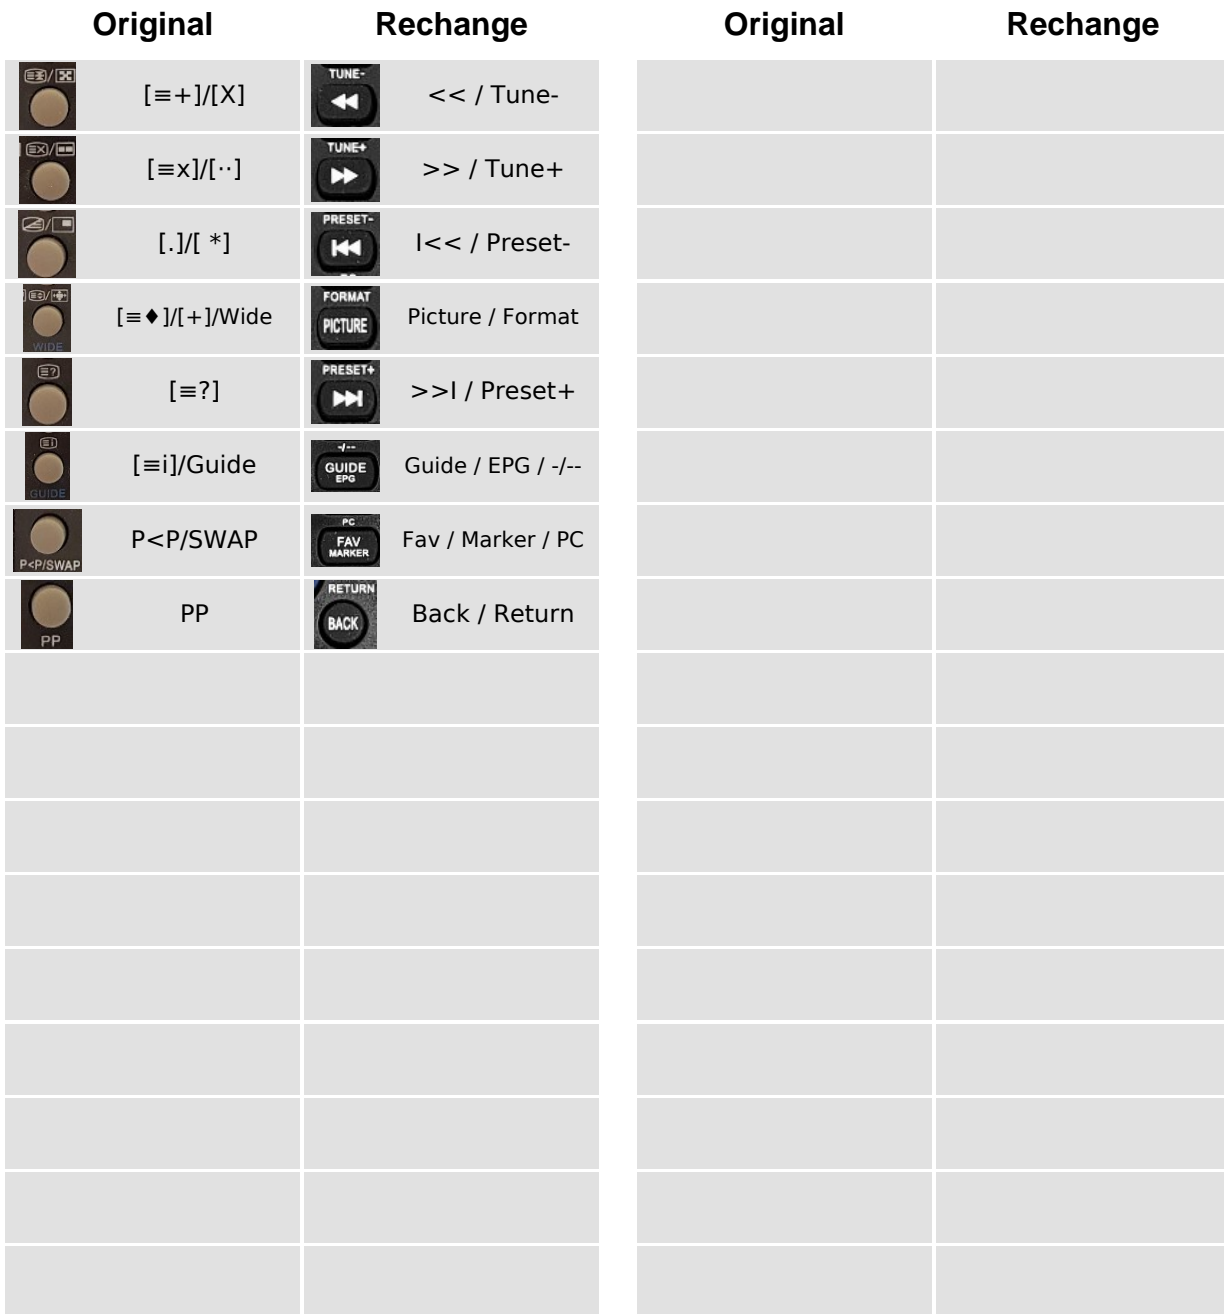 Original Rechange Original Rechange
[≡+]/[X] TUNE- << / Tune-
[≡x]/[··] TUNE+ >> / Tune+
[.]/[ *] PRESET- I<< / Preset-
WIDE [≡♦]/[+]/Wide FORMAT PICTURE Picture / Format
[≡?] PRESET+ >>I / Preset+
GUIDE [≡i]/Guide -/-- GUIDE EPG Guide / EPG / -/--
P<P/SWAP P<P/SWAP PC FAV MARKER Fav / Marker / PC
PP PP RETURN BACK Back / Return